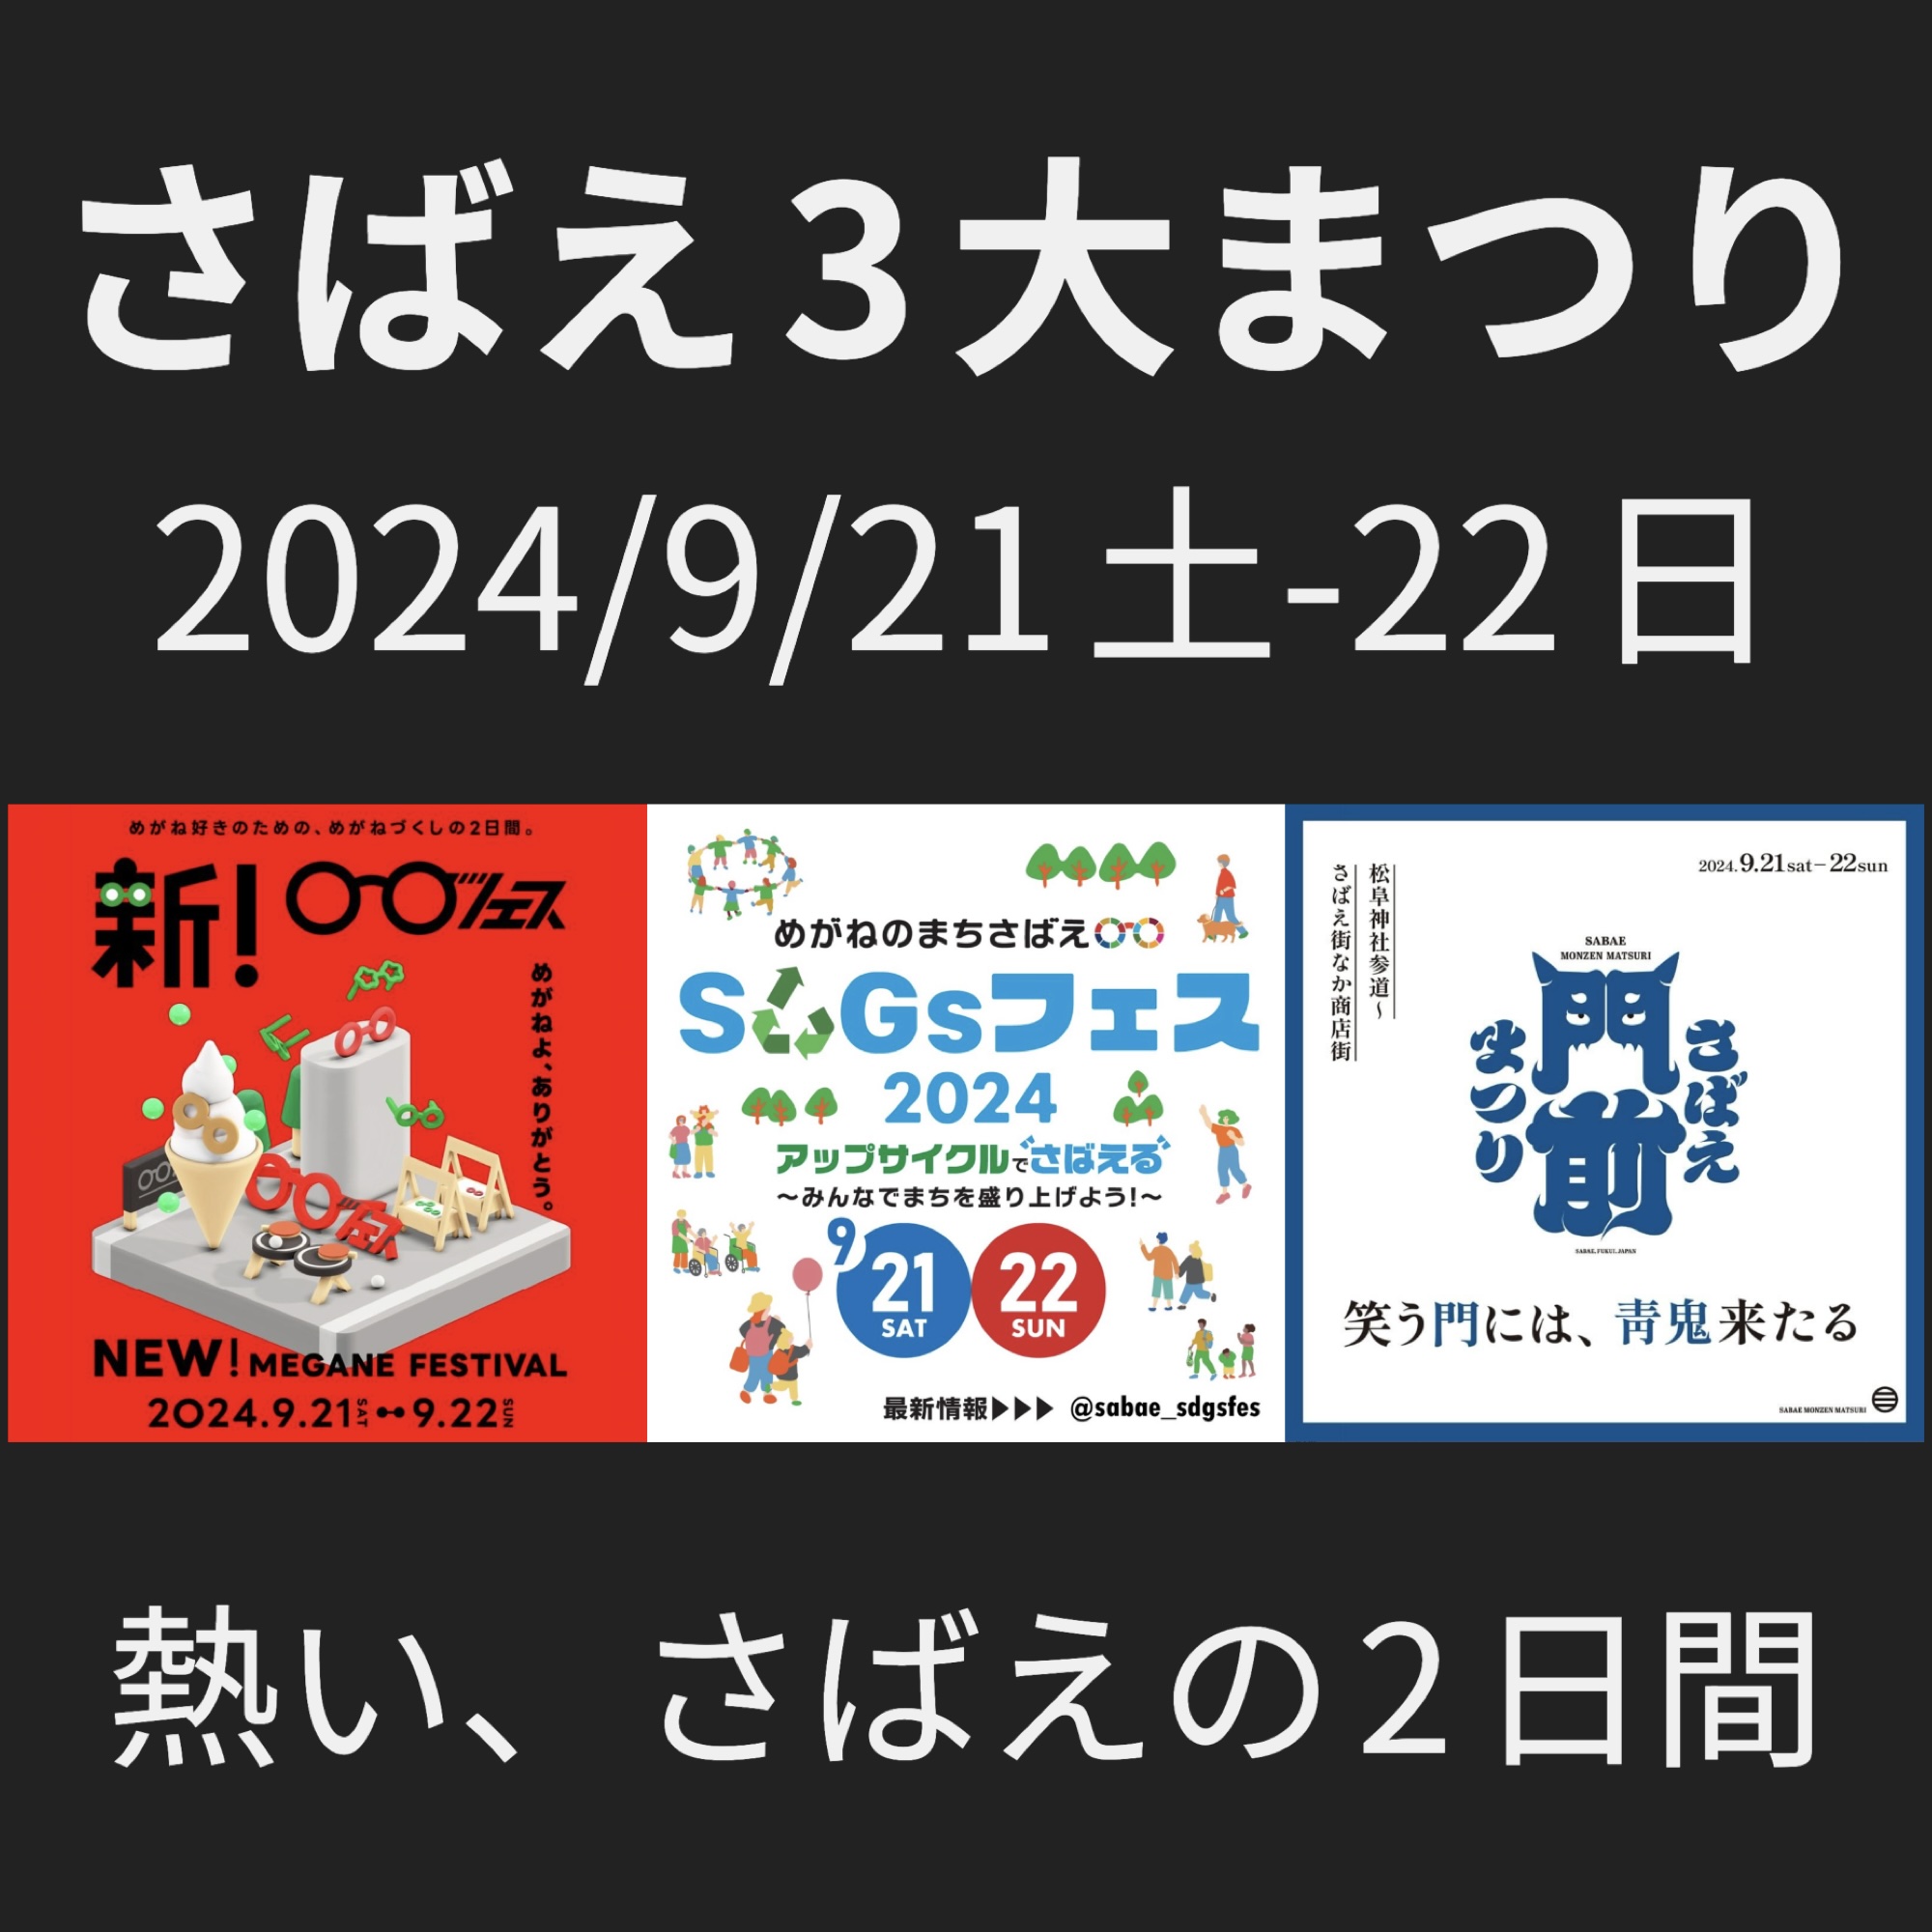 さばえ3大まつり
2024/9/21土-22日
めがね好きのための、めがねづくしの2日間。
新!
フェス
めがねよ、ありがとう。
NEW! MEGANE FESTIVAL
2024.9.21 SAT 9.22 SUN
めがねのまちさばえ
SDGsフェス
2024
アップサイクルで“さばえる”
〜みんなでまちを盛り上げよう!〜
9
21 SAT
22 SUN
最新情報▶▶▶ @sabae_sdgsfes
2024. 9.21sat−22sun
松阜神社参道〜
さばえ街なか商店街
SABAE
MONZEN MATSURI
さばえ
門前
まつり
SABAE, FUKUI, JAPAN
笑う門には、青鬼来たる
SABAE MONZEN MATSURI
熱い、さばえの2日間